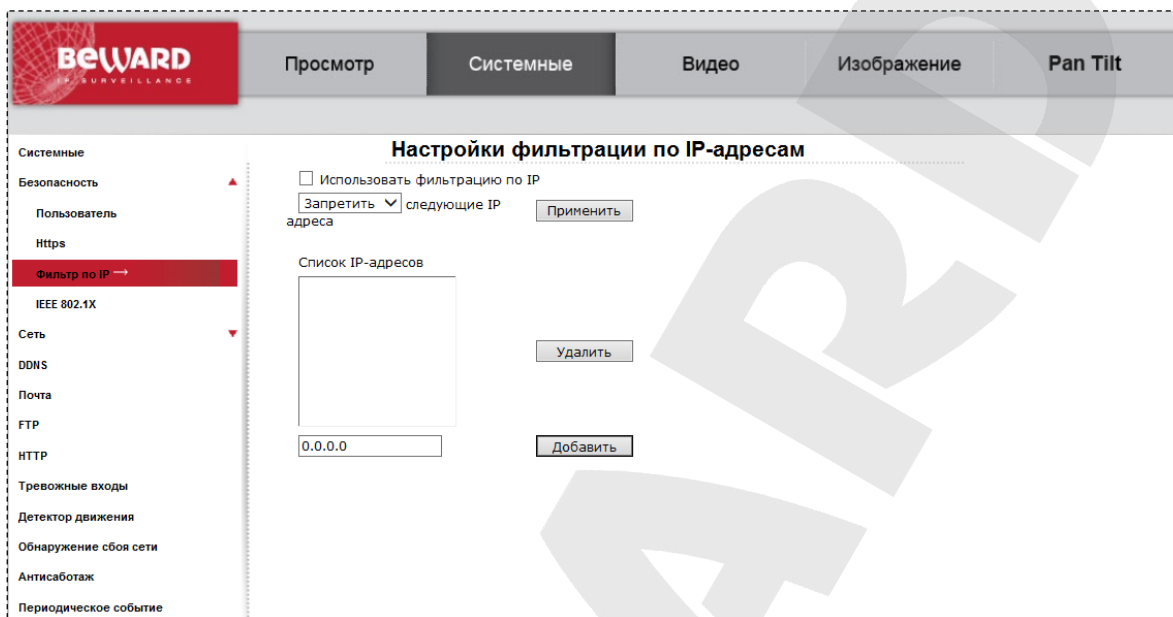 BEWARD
IP SURVEILLANCE
Просмотр
Системные
Видео
Изображение
Pan Tilt
Системные
Безопасность
Пользователь
Https
Фильтр по IP →
IEEE 802.1X
Сеть
DDNS
Почта
FTP
HTTP
Тревожные входы
Детектор движения
Обнаружение сбоя сети
Антисаботаж
Периодическое событие
Настройки фильтрации по IP-адресам
Использовать фильтрацию по IP
Запретить следующие IP
адреса
Применить
Список IP-адресов
Удалить
0.0.0.0
Добавить
ARD